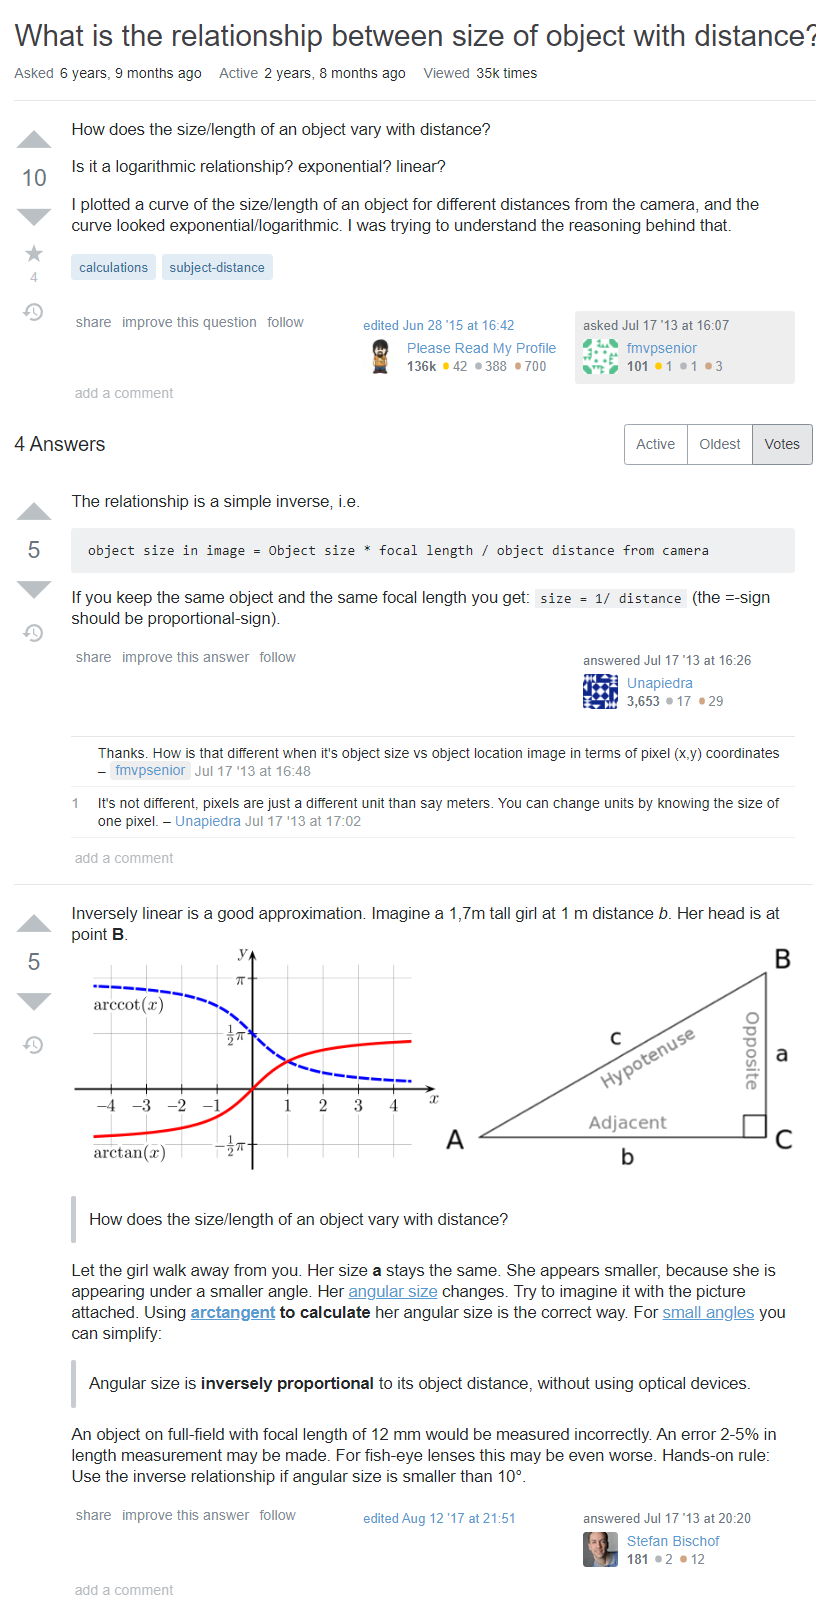 What is the relationship between size of object with distance?
Asked 6 years, 9 months ago Active 2 years, 8 months ago Viewed 35k times
How does the size/length of an object vary with distance?
10
Is it a logarithmic relationship? exponential? linear?
I plotted a curve of the size/length of an object for different distances from the camera, and the
curve looked exponential/logarithmic. I was trying to understand the reasoning behind that.
4
calculations subject-distance
share improve this question follow
edited Jun 28 '15 at 16:42
Please Read My Profile
136k 42 388 700
asked Jul 17 '13 at 16:07
fmvpsenior
101 1 1 3
add a comment
4 Answers
Active Oldest Votes
The relationship is a simple inverse, i.e.
5
object size in image = Object size * focal length / object distance from camera
If you keep the same object and the same focal length you get: size = 1/ distance (the =-sign
should be proportional-sign).
share improve this answer follow
answered Jul 17 '13 at 16:26
Unapiedra
3,653 17 29
Thanks. How is that different when it's object size vs object location image in terms of pixel (x,y) coordinates
– fmvpsenior Jul 17 '13 at 16:48
1 It's not different, pixels are just a different unit than say meters. You can change units by knowing the size of
one pixel. – Unapiedra Jul 17 '13 at 17:02
add a comment
Inversely linear is a good approximation. Imagine a 1,7m tall girl at 1 m distance b. Her head is at
point B.
5
y
π
arccot(x)
½π
-4 -3 -2 -1 1 2 3 4 x
-½π
arctan(x)
B
c
Hypotenuse
Opposite
a
Adjacent
A
C
b
How does the size/length of an object vary with distance?
Let the girl walk away from you. Her size a stays the same. She appears smaller, because she is
appearing under a smaller angle. Her angular size changes. Try to imagine it with the picture
attached. Using arctangent to calculate her angular size is the correct way. For small angles you
can simplify:
Angular size is inversely proportional to its object distance, without using optical devices.
An object on full-field with focal length of 12 mm would be measured incorrectly. An error 2-5% in
length measurement may be made. For fish-eye lenses this may be even worse. Hands-on rule:
Use the inverse relationship if angular size is smaller than 10°.
share improve this answer follow
edited Aug 12 '17 at 21:51
answered Jul 17 '13 at 20:20
Stefan Bischof
181 2 12
add a comment